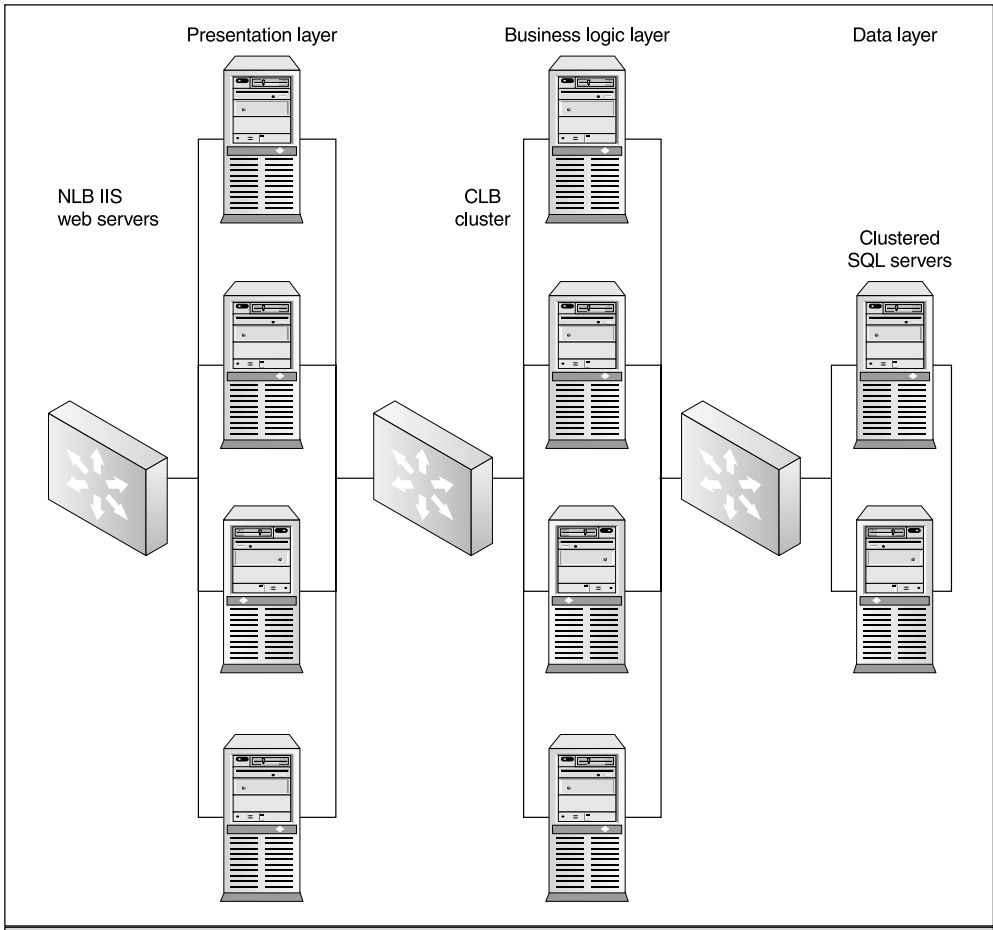 Presentation layer
Business logic layer
Data layer
NLB IIS
web servers
CLB
cluster
Clustered
SQL servers